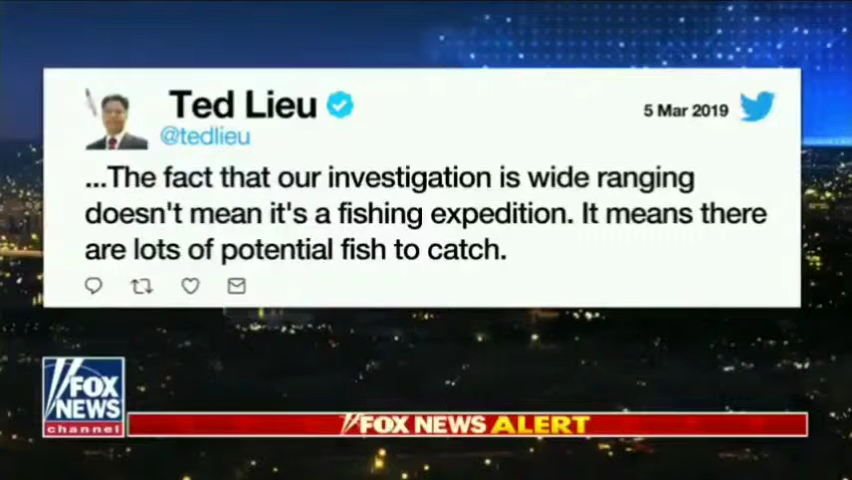 Ted Lieu
@tedlieu
5 Mar 2019
...The fact that our investigation is wide ranging
doesn't mean it's a fishing expedition. It means there
are lots of potential fish to catch.
FOX
NEWS
channel
FOX NEWS ALERT